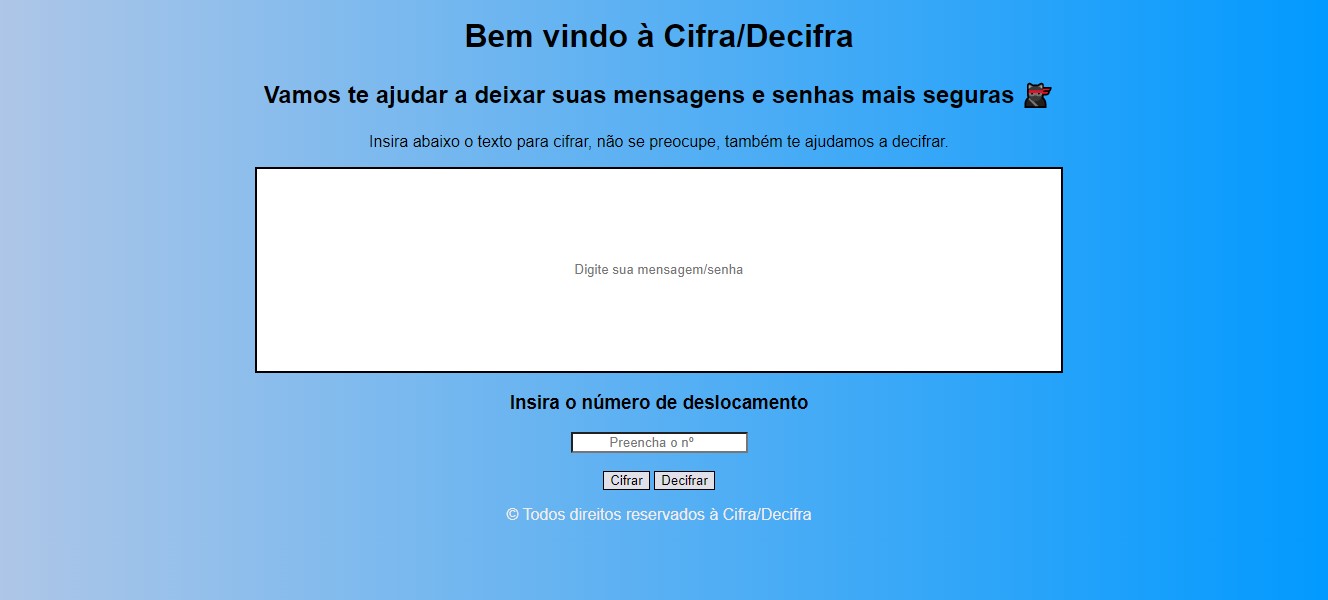 Bem vindo à Cifra/Decifra
Vamos te ajudar a deixar suas mensagens e senhas mais seguras
Insira abaixo o texto para cifrar, não se preocupe, também te ajudamos a decifrar.
Digite sua mensagem/senha
Insira o número de deslocamento
Preencha o nº
Cifrar Decifrar
© Todos direitos reservados à Cifra/Decifra